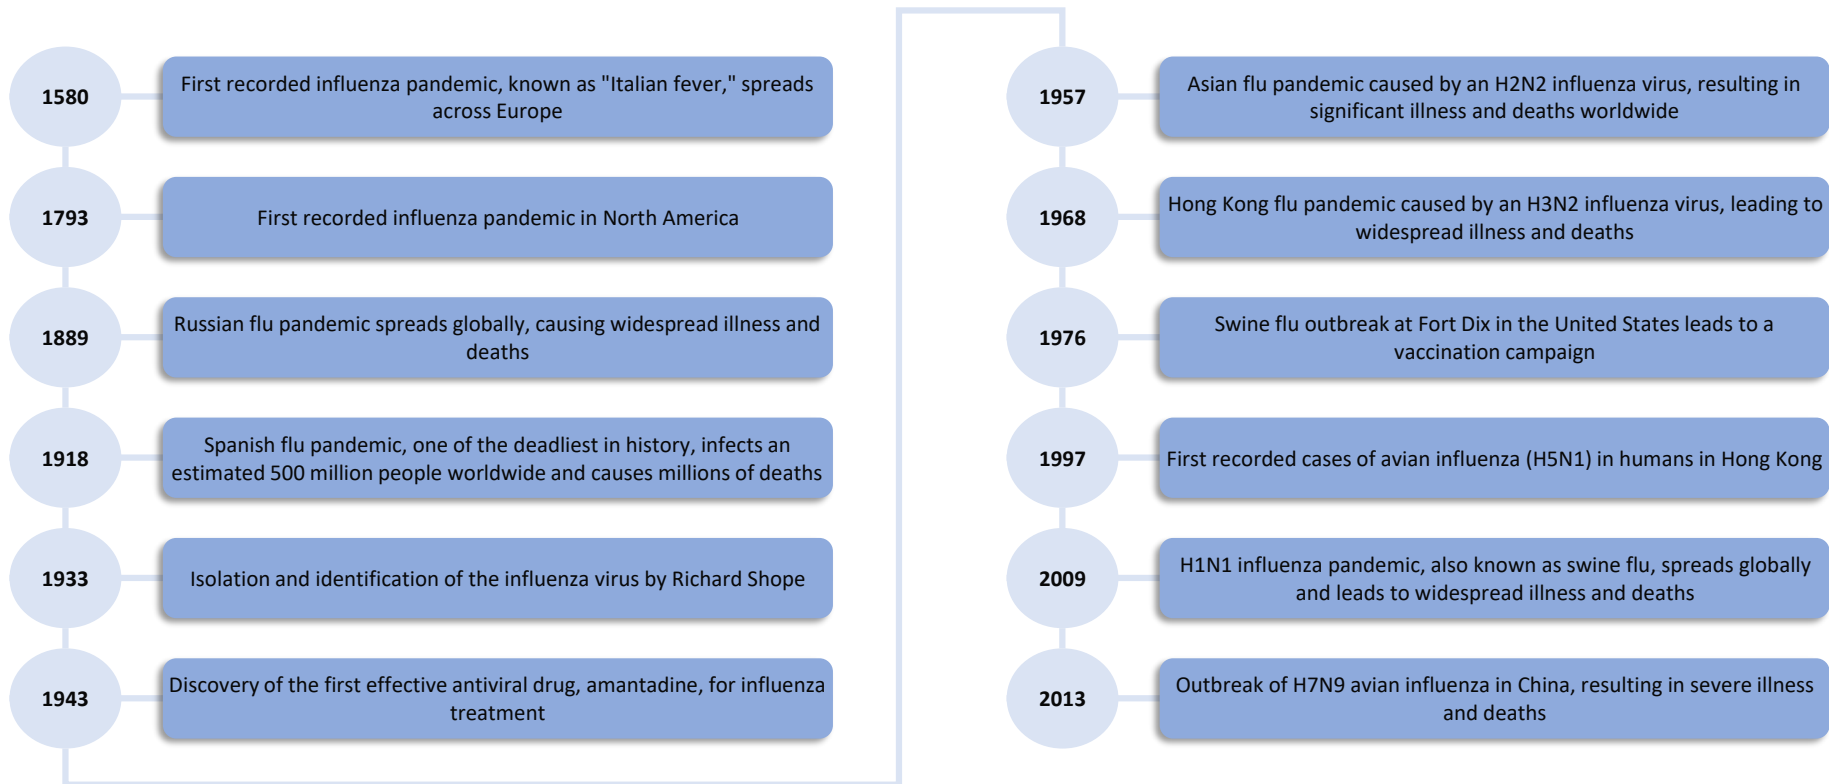 1580
First recorded influenza pandemic, known as "Italian fever," spreads
across Europe
1793
First recorded influenza pandemic in North America
1889
Russian flu pandemic spreads globally, causing widespread illness and
deaths
1918
Spanish flu pandemic, one of the deadliest in history, infects an
estimated 500 million people worldwide and causes millions of deaths
1933
Isolation and identification of the influenza virus by Richard Shope
1943
Discovery of the first effective antiviral drug, amantadine, for influenza
treatment
1957
Asian flu pandemic caused by an H2N2 influenza virus, resulting in
significant illness and deaths worldwide
1968
Hong Kong flu pandemic caused by an H3N2 influenza virus, leading to
widespread illness and deaths
1976
Swine flu outbreak at Fort Dix in the United States leads to a
vaccination campaign
1997
First recorded cases of avian influenza (H5N1) in humans in Hong Kong
2009
H1N1 influenza pandemic, also known as swine flu, spreads globally
and leads to widespread illness and deaths
2013
Outbreak of H7N9 avian influenza in China, resulting in severe illness
and deaths